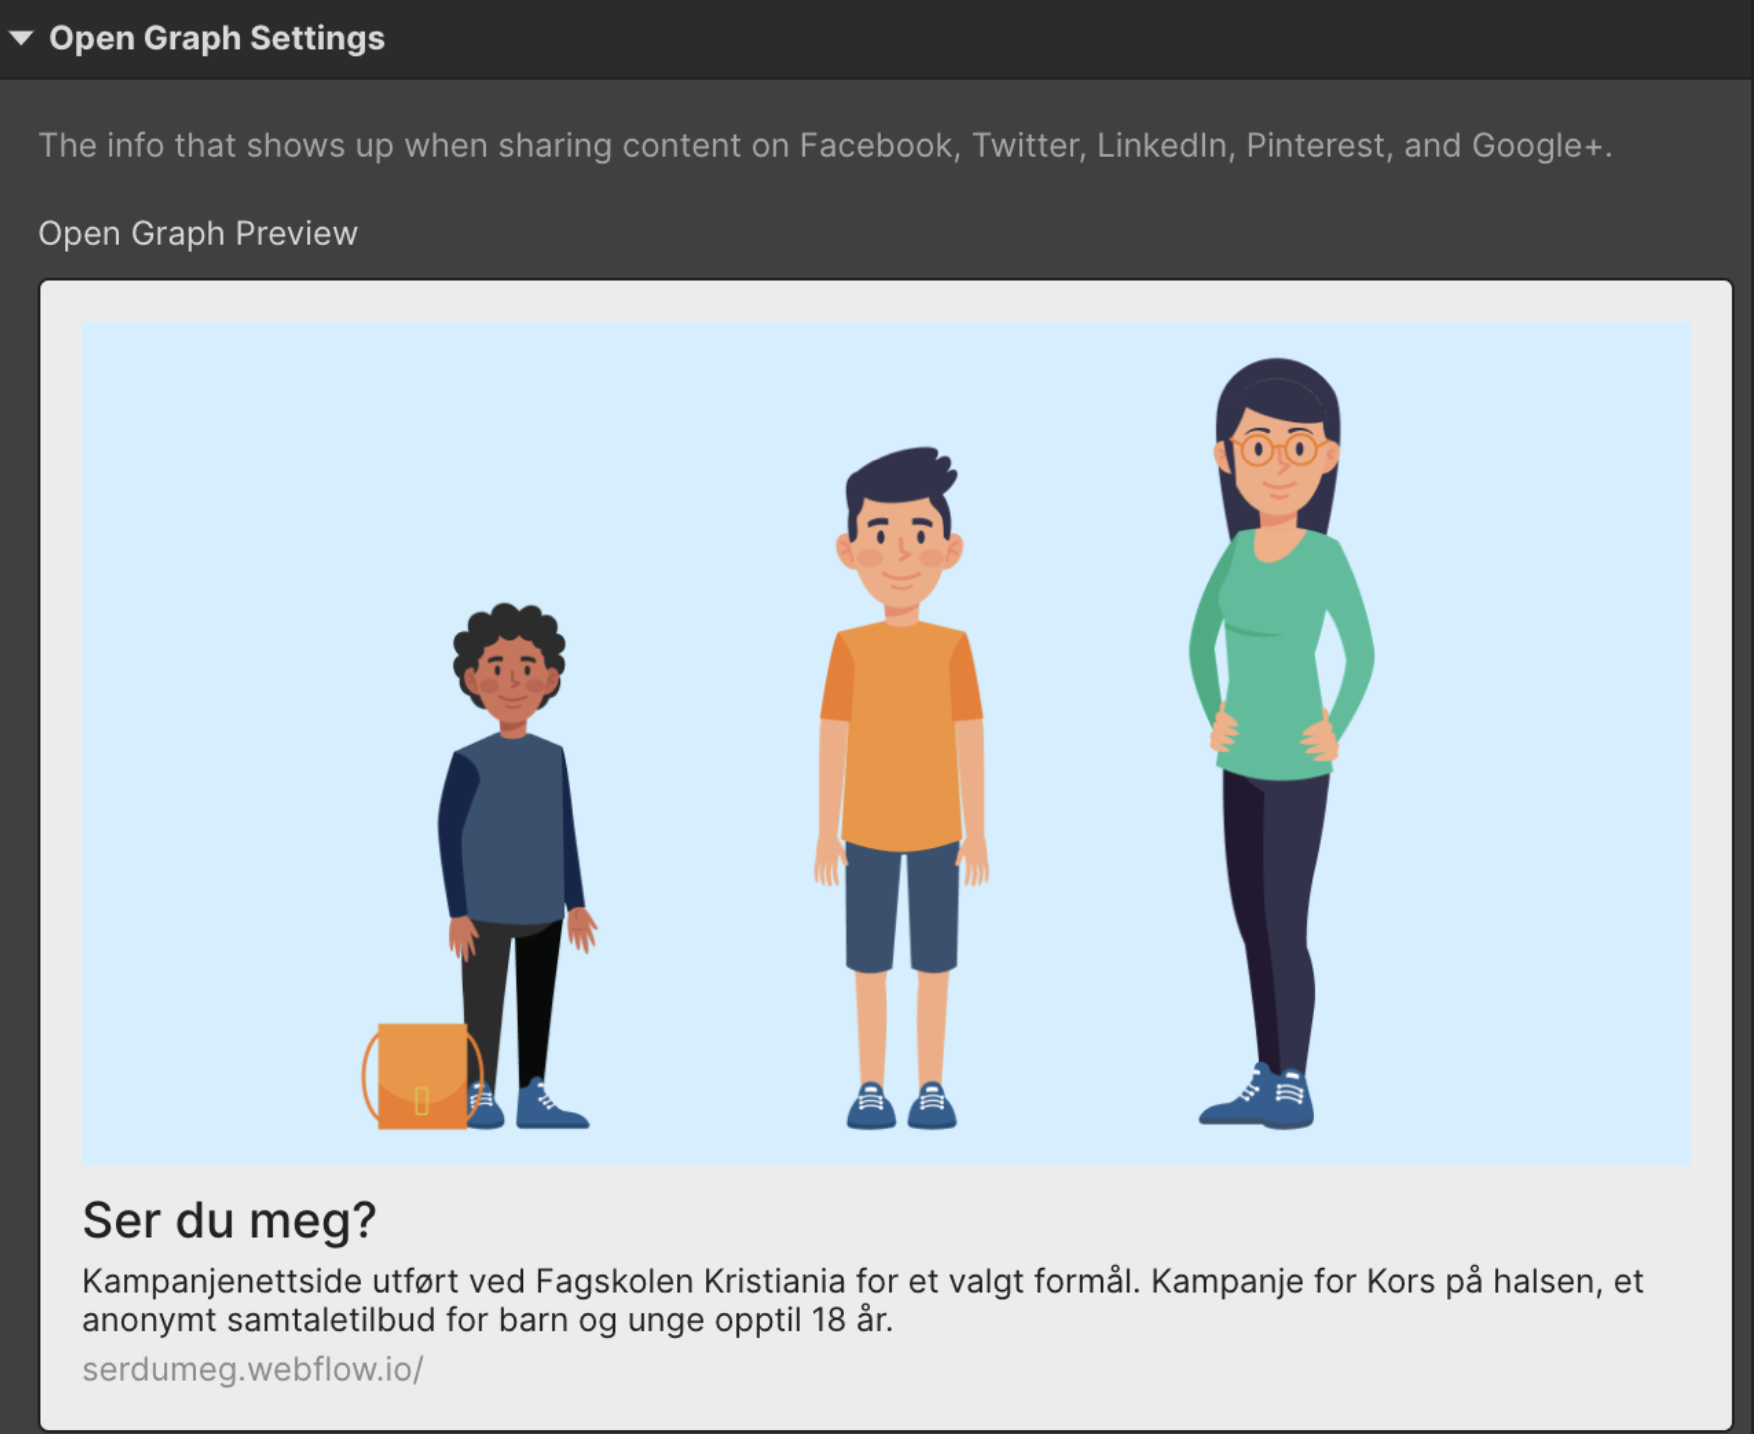 Open Graph Settings
The info that shows up when sharing content on Facebook, Twitter, LinkedIn, Pinterest, and Google+.
Open Graph Preview
Ser du meg?
Kampanjenettside utført ved Fagskolen Kristiania for et valgt formål. Kampanje for Kors på halsen, et
anonymt samtaletilbud for barn og unge opptil 18 år.
serdumeg.webflow.io/